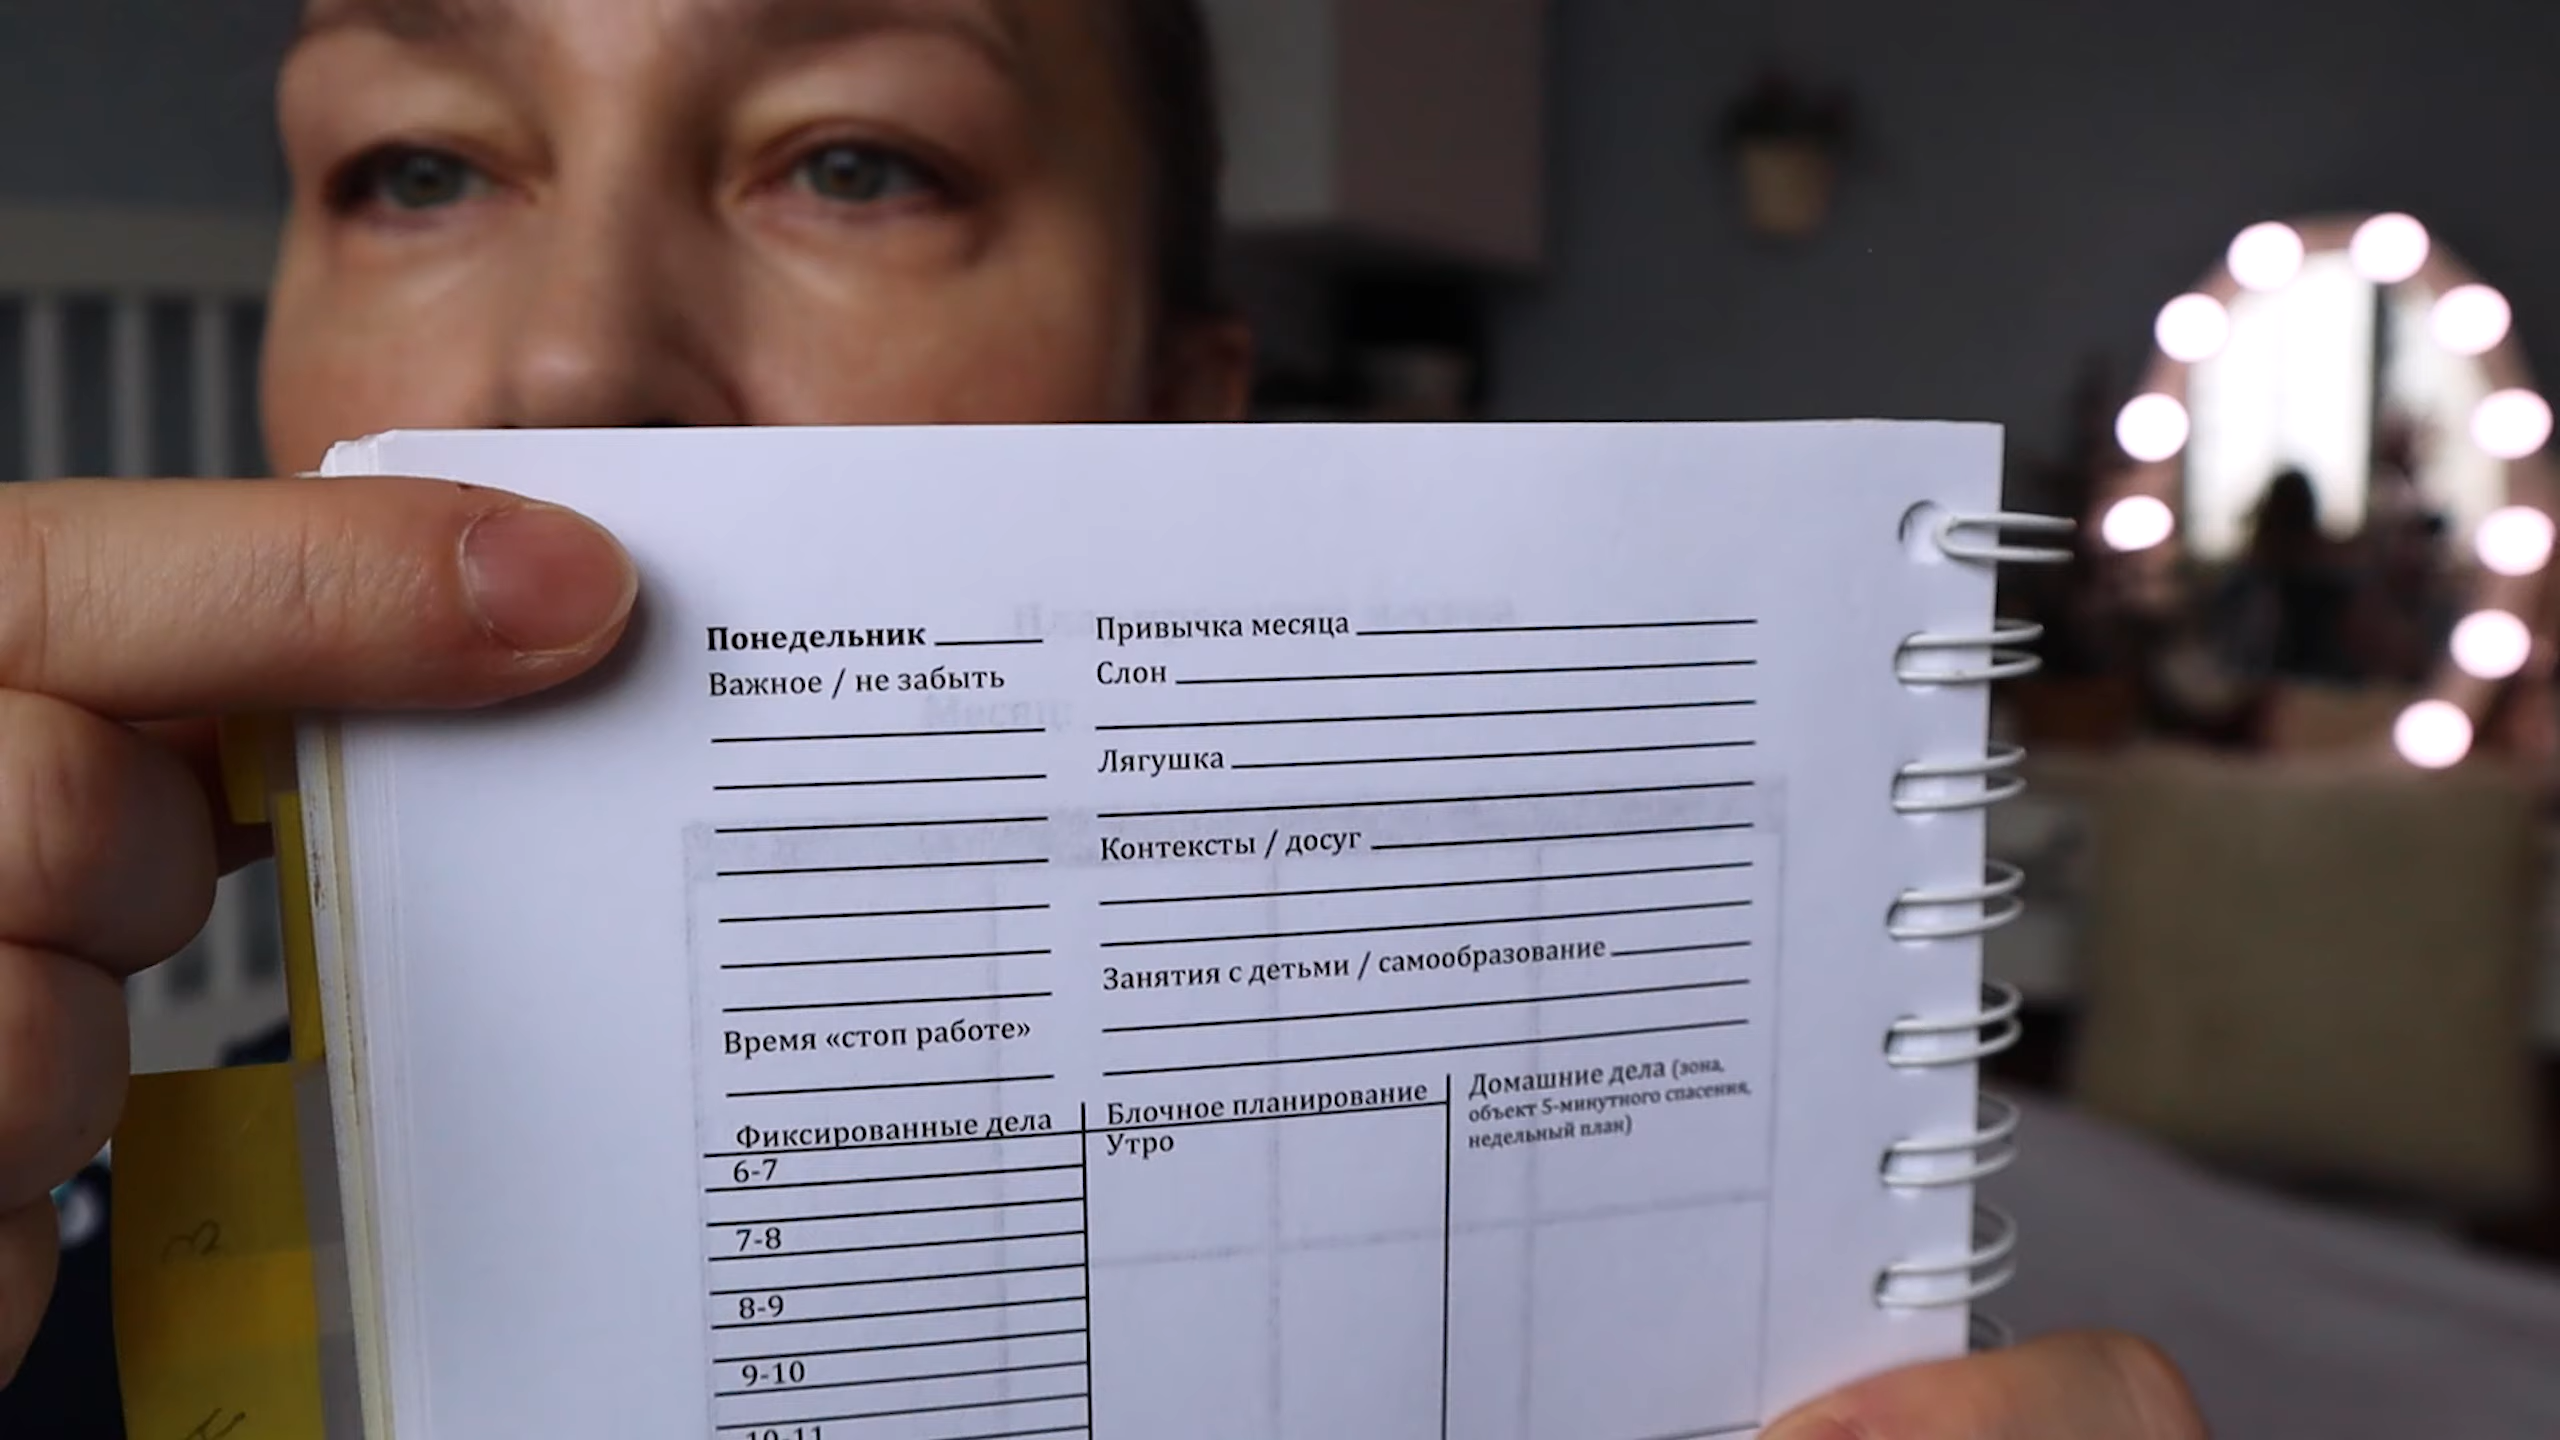 Понедельник
Важное / не забыть
Время «стоп работе»
Привычка месяца
Слон
Лягушка
Контексты / досуг
Занятия с детьми / самообразование
Фиксированные дела
6-7
7-8
8-9
9-10
10-11
Блочное планирование
Утро
Домашние дела (зона,
объект 5-минутного спасения,
недельный план)